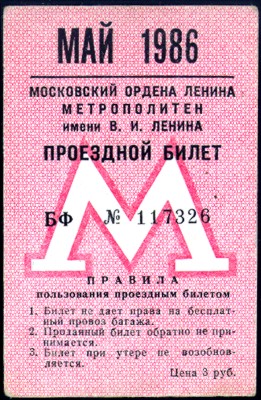 МАЙ 1986
МОСКОВСКИЙ ОРДЕНА ЛЕНИНА
МЕТРОПОЛИТЕН
имени В. И. ЛЕНИНА
ПРОЕЗДНОЙ БИЛЕТ
М
БФ № 117326
ПРАВИЛА
пользования проездным билетом
1. Билет не дает права на бесплат-
ный провоз багажа.
2. Проданный билет обратно не при-
нимается.
3. Билет при утере не возобнов-
ляется.
Цена 3 руб.